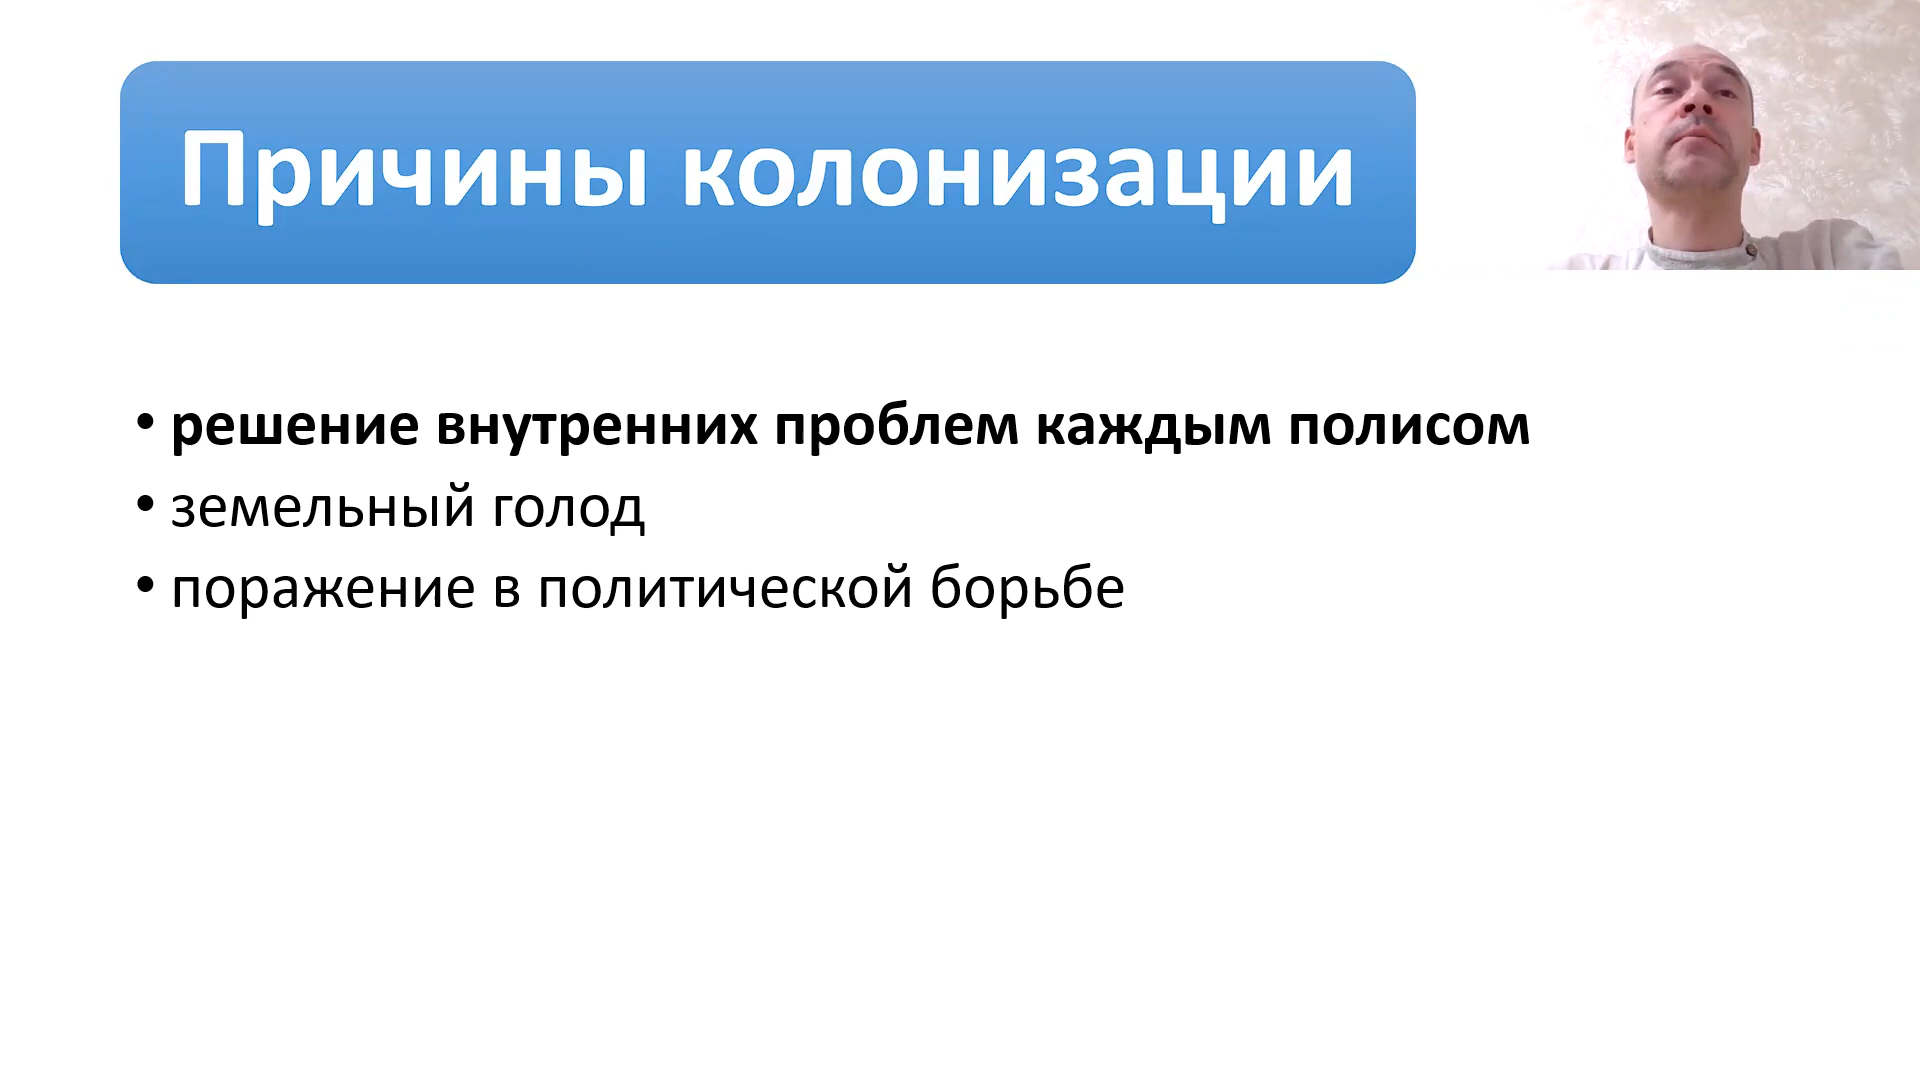 Причины колонизации
• решение внутренних проблем каждым полисом
• земельный голод
• поражение в политической борьбе